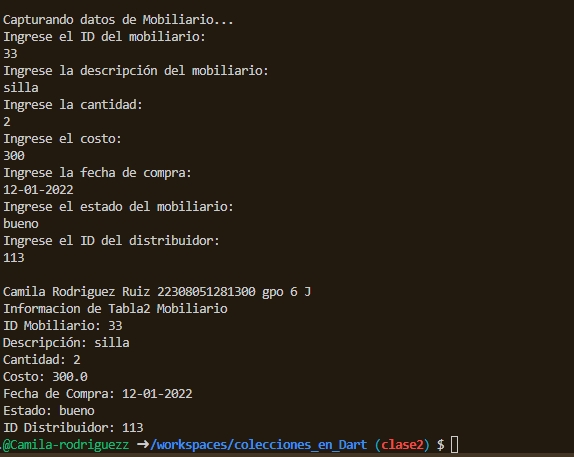 Capturando datos de Mobiliario...
Ingrese el ID del mobiliario:
33
Ingrese la descripción del mobiliario:
silla
Ingrese la cantidad:
2
Ingrese el costo:
300
Ingrese la fecha de compra:
12-01-2022
Ingrese el estado del mobiliario:
bueno
Ingrese el ID del distribuidor:
113
Camila Rodriguez Ruiz 22308051281300 gpo 6 J
Informacion de Tabla2 Mobiliario
ID Mobiliario: 33
Descripción: silla
Cantidad: 2
Costo: 300.0
Fecha de Compra: 12-01-2022
Estado: bueno
ID Distribuidor: 113
@Camila-rodriguezz ➜/workspaces/colecciones_en_Dart (clase2) $